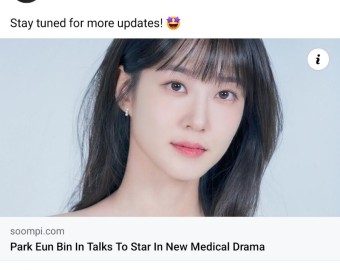 Stay tuned for more updates! 🤩
soompi.com
Park Eun Bin In Talks To Star In New Medical Drama